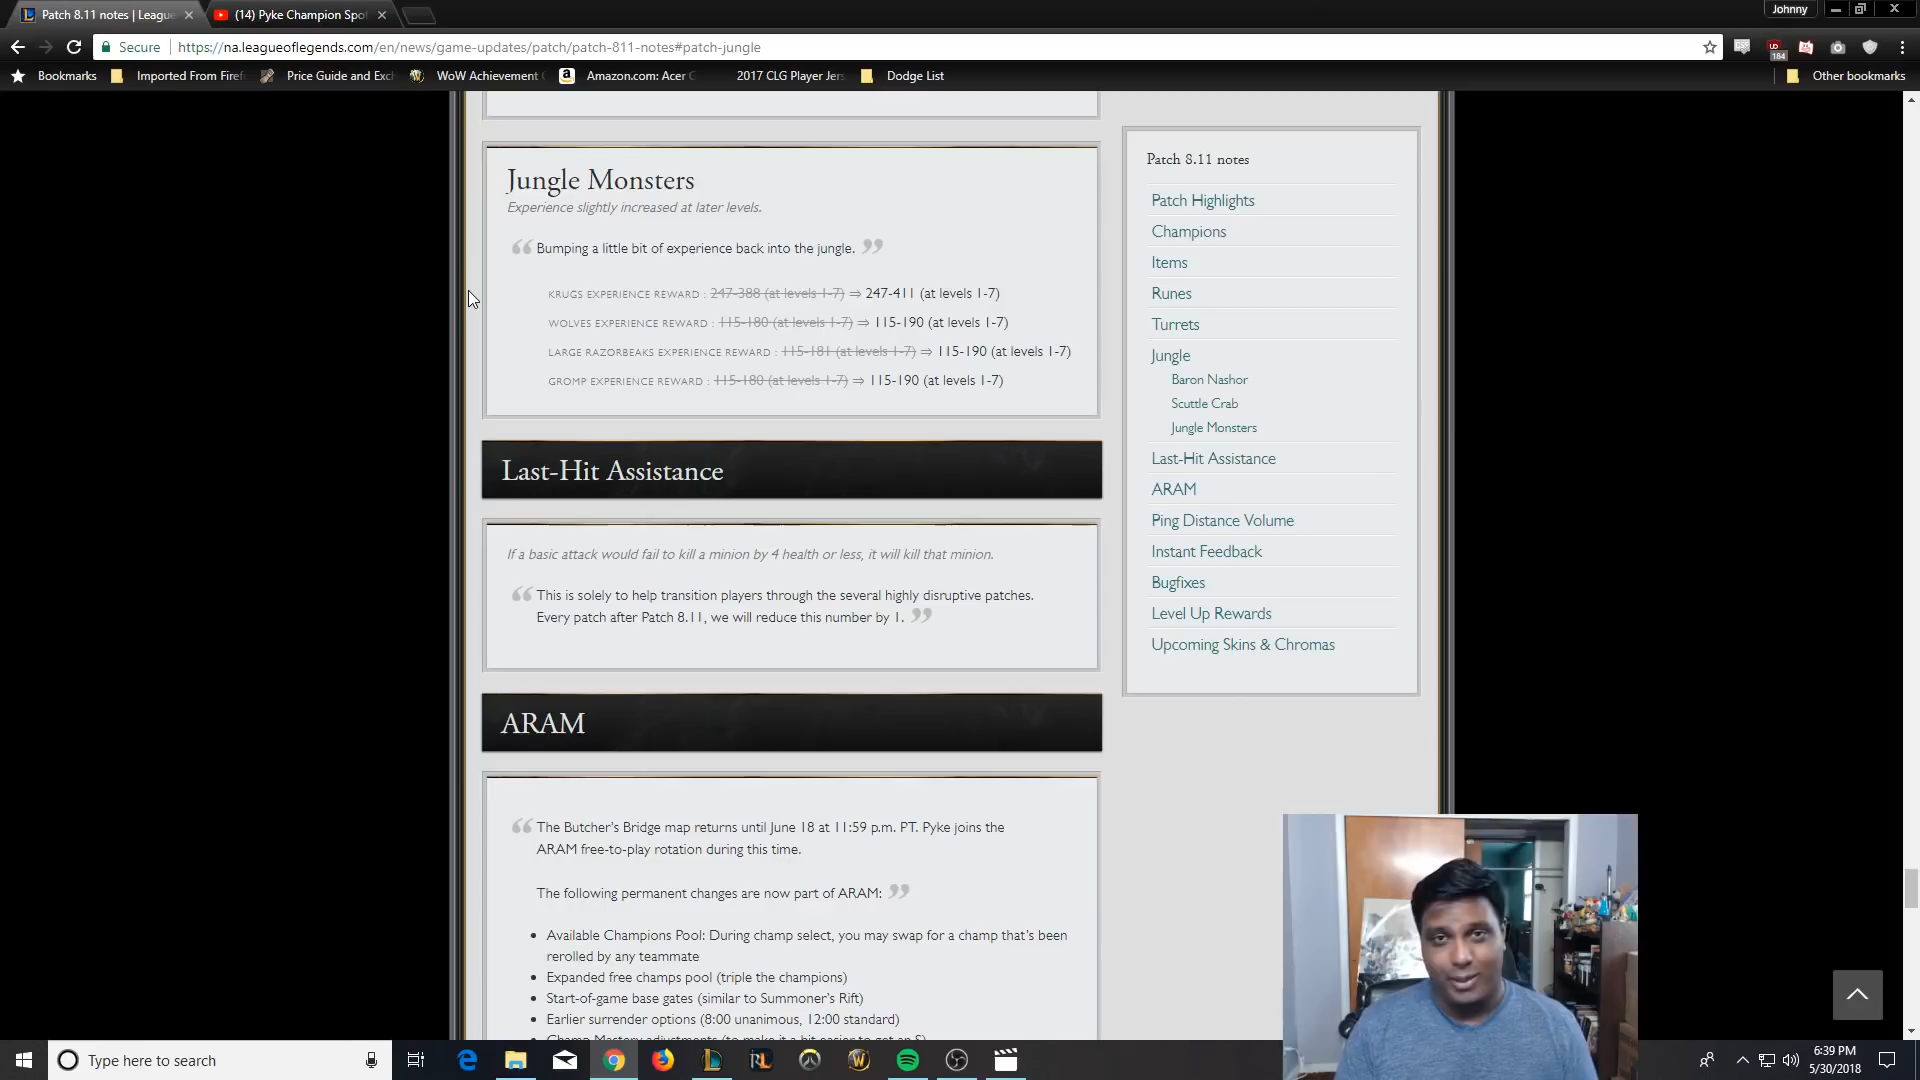 Patch 8.11 notes | League
(14) Pyke Champion Spo
Johnny
Secure
https://na.leagueoflegends.com/en/news/game-updates/patch/patch-811-notes#patch-jungle
184
Bookmarks
Imported From Firef
Price Guide and Exch
WoW Achievement
Amazon.com: Acer
2017 CLG Player Jers
Dodge List
Other bookmarks
Jungle Monsters
Experience slightly increased at later levels.
“ Bumping a little bit of experience back into the jungle. ”
KRUGS EXPERIENCE REWARD : 247-388 (at levels 1-7) ⇒ 247-411 (at levels 1-7)
WOLVES EXPERIENCE REWARD : 115-180 (at levels 1-7) ⇒ 115-190 (at levels 1-7)
LARGE RAZORBEAKS EXPERIENCE REWARD : 115-181 (at levels 1-7) ⇒ 115-190 (at levels 1-7)
GROMP EXPERIENCE REWARD : 115-180 (at levels 1-7) ⇒ 115-190 (at levels 1-7)
Last-Hit Assistance
If a basic attack would fail to kill a minion by 4 health or less, it will kill that minion.
“ This is solely to help transition players through the several highly disruptive patches.
Every patch after Patch 8.11, we will reduce this number by 1. ”
ARAM
“ The Butcher's Bridge map returns until June 18 at 11:59 p.m. PT. Pyke joins the
ARAM free-to-play rotation during this time.
The following permanent changes are now part of ARAM: ”
• Available Champions Pool: During champ select, you may swap for a champ that's been
rerolled by any teammate
• Expanded free champs pool (triple the champions)
• Start-of-game base gates (similar to Summoner's Rift)
• Earlier surrender options (8:00 unanimous, 12:00 standard)
• Champ Mastery adjustments (to make it a bit easier to get an S)
Patch 8.11 notes
Patch Highlights
Champions
Items
Runes
Turrets
Jungle
Baron Nashor
Scuttle Crab
Jungle Monsters
Last-Hit Assistance
ARAM
Ping Distance Volume
Instant Feedback
Bugfixes
Level Up Rewards
Upcoming Skins & Chromas
Type here to search
RL
6:39 PM
5/30/2018